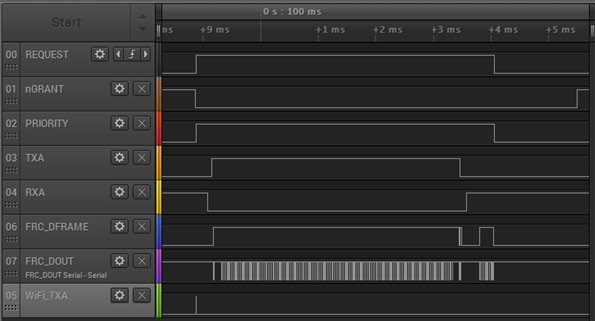 Start
0 s : 100 ms
ms
+9 ms
+1 ms
+2 ms
+3 ms
+4 ms
+5 ms
00 REQUEST
01 nGRANT
02 PRIORITY
03 TXA
04 RXA
06 FRC_DFRAME
07 FRC_DOUT
FRC_DOUT Serial - Serial
05 WiFi_TXA